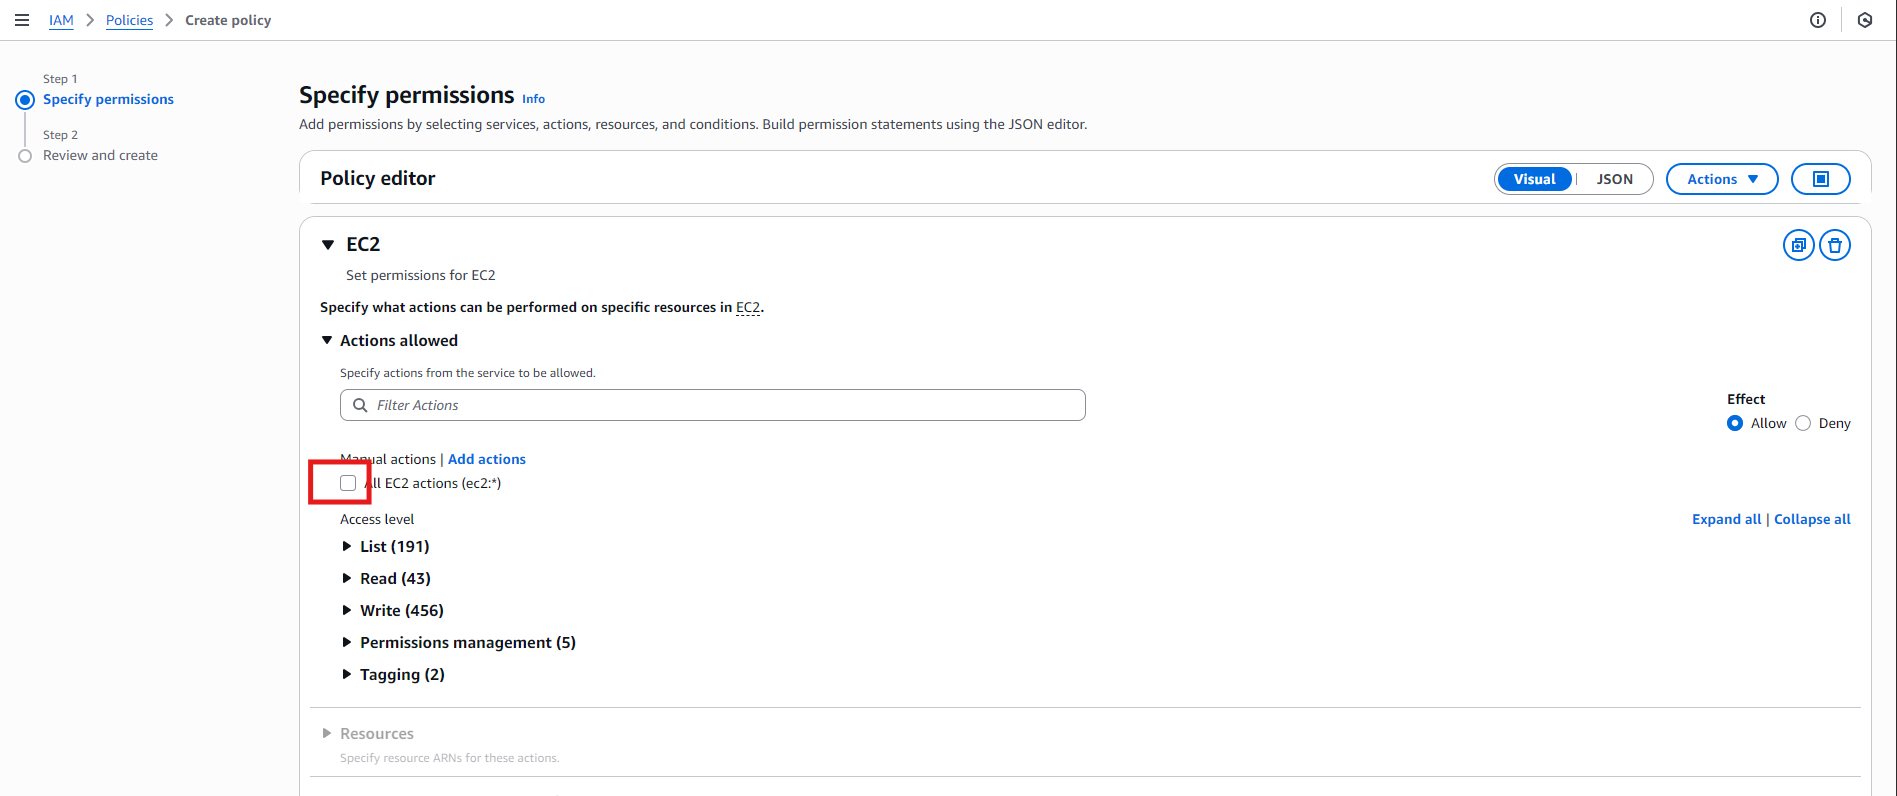 IAM > Policies > Create policy
Step 1
Specify permissions
Step 2
Review and create
Specify permissions Info
Add permissions by selecting services, actions, resources, and conditions. Build permission statements using the JSON editor.
Policy editor
Visual | JSON
Actions
EC2
Set permissions for EC2
Specify what actions can be performed on specific resources in EC2.
Actions allowed
Specify actions from the service to be allowed.
Filter Actions
Effect
Allow Deny
Manual actions | Add actions
All EC2 actions (ec2:*)
Access level
Expand all | Collapse all
List (191)
Read (43)
Write (456)
Permissions management (5)
Tagging (2)
Resources
Specify resource ARNs for these actions.